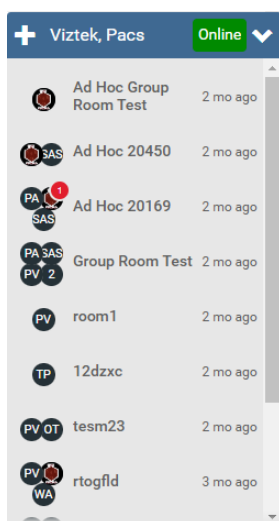 Viztek, Pacs Online
Ad Hoc Group
Room Test
2 mo ago
SAS
Ad Hoc 20450
2 mo ago
PA 1
SAS
Ad Hoc 20169
2 mo ago
PA SAS
PV 2
Group Room Test
2 mo ago
PV
room1
2 mo ago
TP
12dzxc
2 mo ago
PV OT
tesm23
2 mo ago
PV
WA
rtogfld
3 mo ago